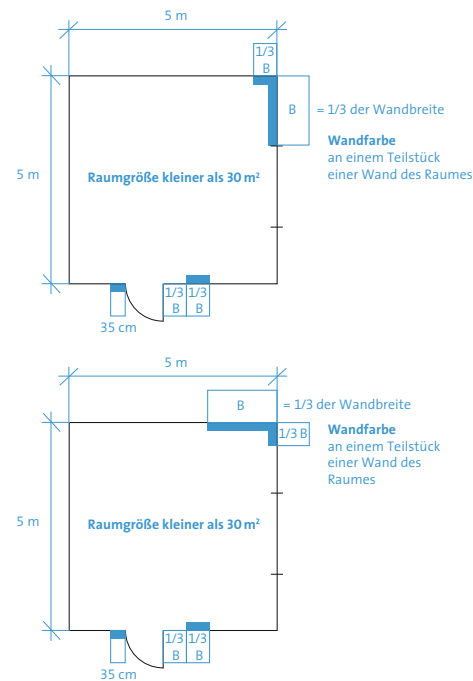 5 m
1/3
B
B
= 1/3 der Wandbreite
Wandfarbe
an einem Teilstück
einer Wand des Raumes
5 m
Raumgröße kleiner als 30 m²
1/3
B
1/3
B
35 cm
5 m
B
= 1/3 der Wandbreite
1/3 B
Wandfarbe
an einem Teilstück
einer Wand des
Raumes
5 m
Raumgröße kleiner als 30 m²
1/3
B
1/3
B
35 cm